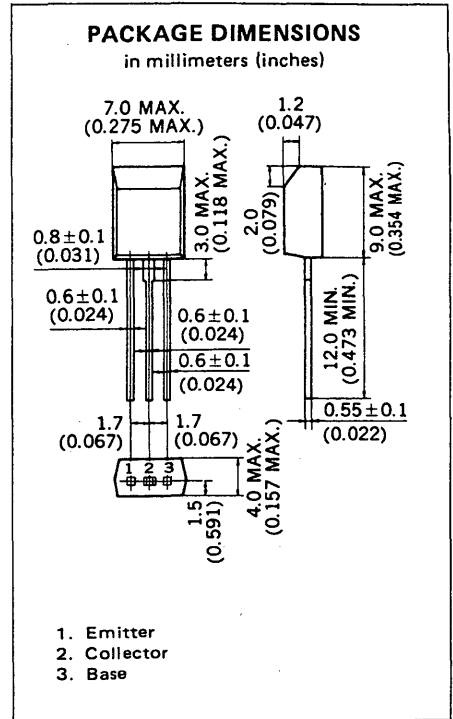 PACKAGE DIMENSIONS
in millimeters (inches)
7.0 MAX.
(0.275 MAX.)
1.2
(0.047)
3.0 MAX.
(0.118 MAX.)
2.0
(0.079)
9.0 MAX.
(0.354 MAX.)
0.8±0.1
(0.031)
0.6±0.1
(0.024)
0.6±0.1
(0.024)
0.6±0.1
(0.024)
12.0 MIN.
(0.473 MIN.)
0.55±0.1
(0.022)
1.7
(0.067)
1.7
(0.067)
1 2 3
4.0 MAX.
(0.157 MAX.)
1.5
(0.591)
1. Emitter
2. Collector
3. Base